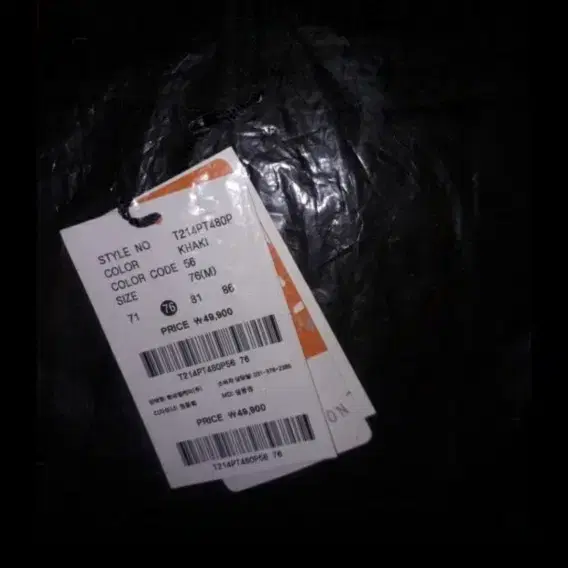 STYLE NO T214PT480P
COLOR KHAKI
COLOR CODE 56
SIZE 76(M)
71 76 81 86
PRICE ₩49,900
T214PT480P56 76
PRICE ₩49,900
T214PT480P56 76
ON